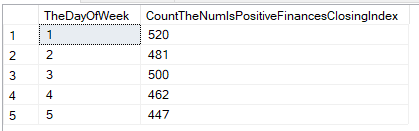 TheDayOfWeek CountTheNumIsPositiveFinancesClosingIndex
1 1 520
2 2 481
3 3 500
4 4 462
5 5 447